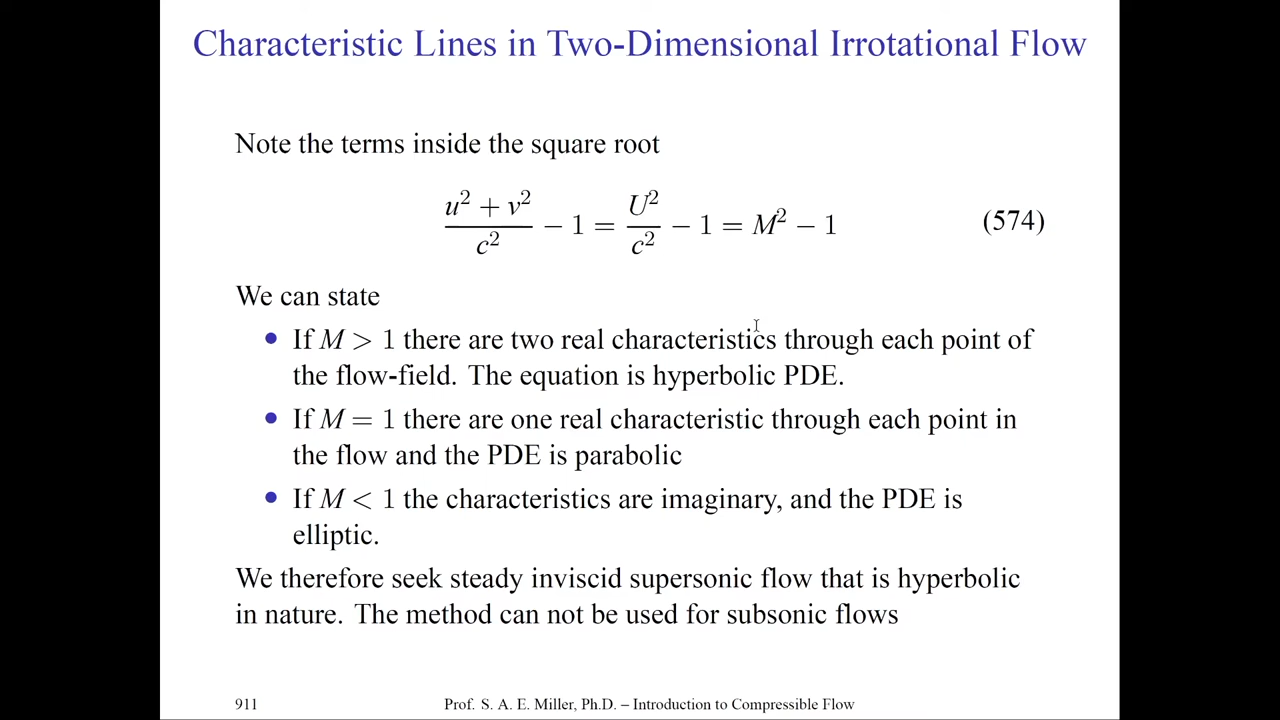 Characteristic Lines in Two-Dimensional Irrotational Flow
Note the terms inside the square root
(u² + v²)/c² − 1 = U²/c² − 1 = M² − 1 (574)
We can state
• If M > 1 there are two real characteristics through each point of
the flow-field. The equation is hyperbolic PDE.
• If M = 1 there are one real characteristic through each point in
the flow and the PDE is parabolic
• If M < 1 the characteristics are imaginary, and the PDE is
elliptic.
We therefore seek steady inviscid supersonic flow that is hyperbolic
in nature. The method can not be used for subsonic flows
911 Prof. S. A. E. Miller, Ph.D. – Introduction to Compressible Flow